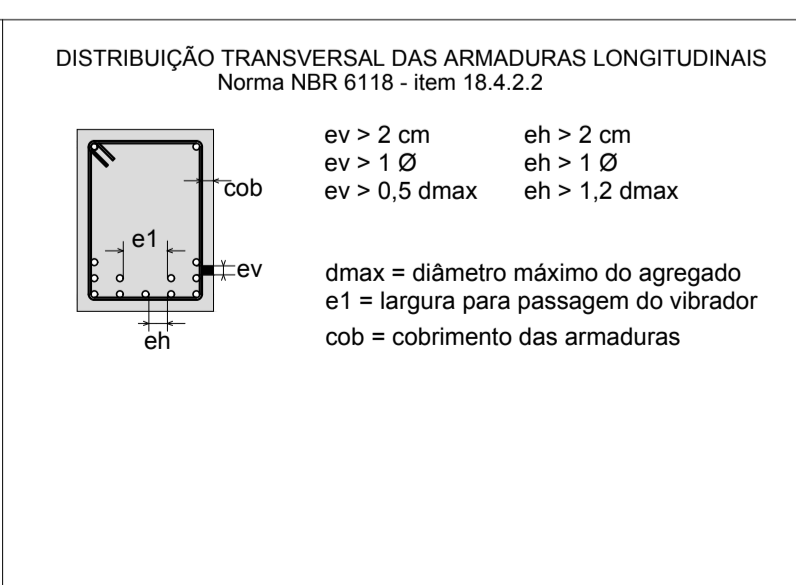 DISTRIBUIÇÃO TRANSVERSAL DAS ARMADURAS LONGITUDINAIS
Norma NBR 6118 - item 18.4.2.2
ev > 2 cm eh > 2 cm
ev > 1 Ø eh > 1 Ø
ev > 0,5 dmax eh > 1,2 dmax
cob
e1
ev
eh
dmax = diâmetro máximo do agregado
e1 = largura para passagem do vibrador
cob = cobrimento das armaduras